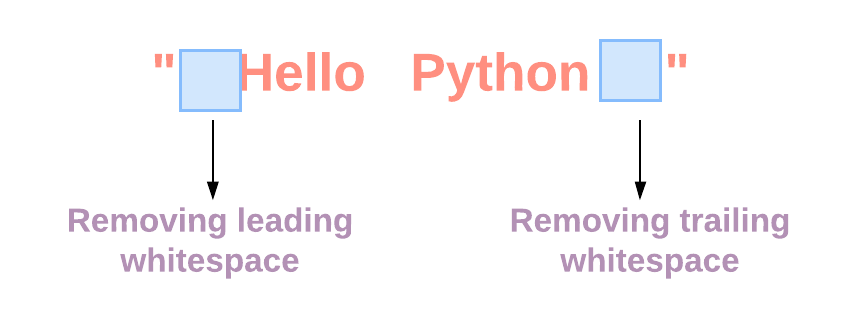 " Hello Python "
Removing leading
whitespace
Removing trailing
whitespace